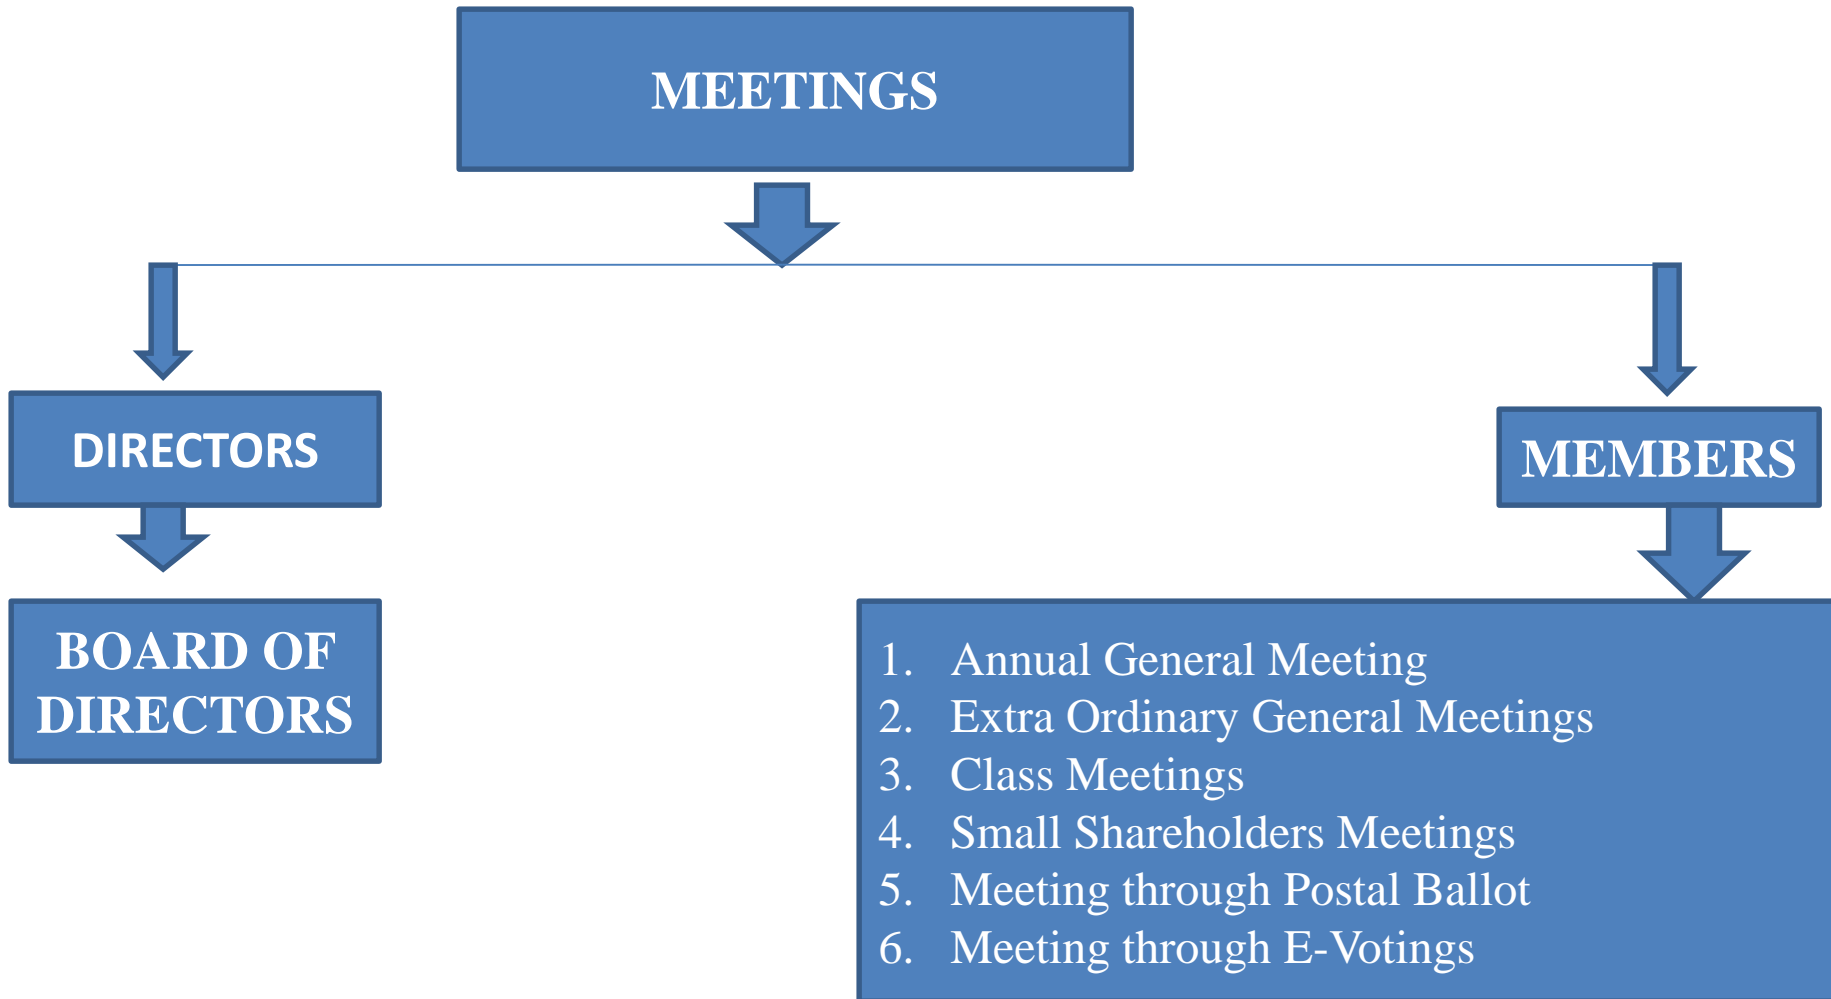 MEETINGS
DIRECTORS
MEMBERS
BOARD OF
DIRECTORS
1. Annual General Meeting
2. Extra Ordinary General Meetings
3. Class Meetings
4. Small Shareholders Meetings
5. Meeting through Postal Ballot
6. Meeting through E-Votings